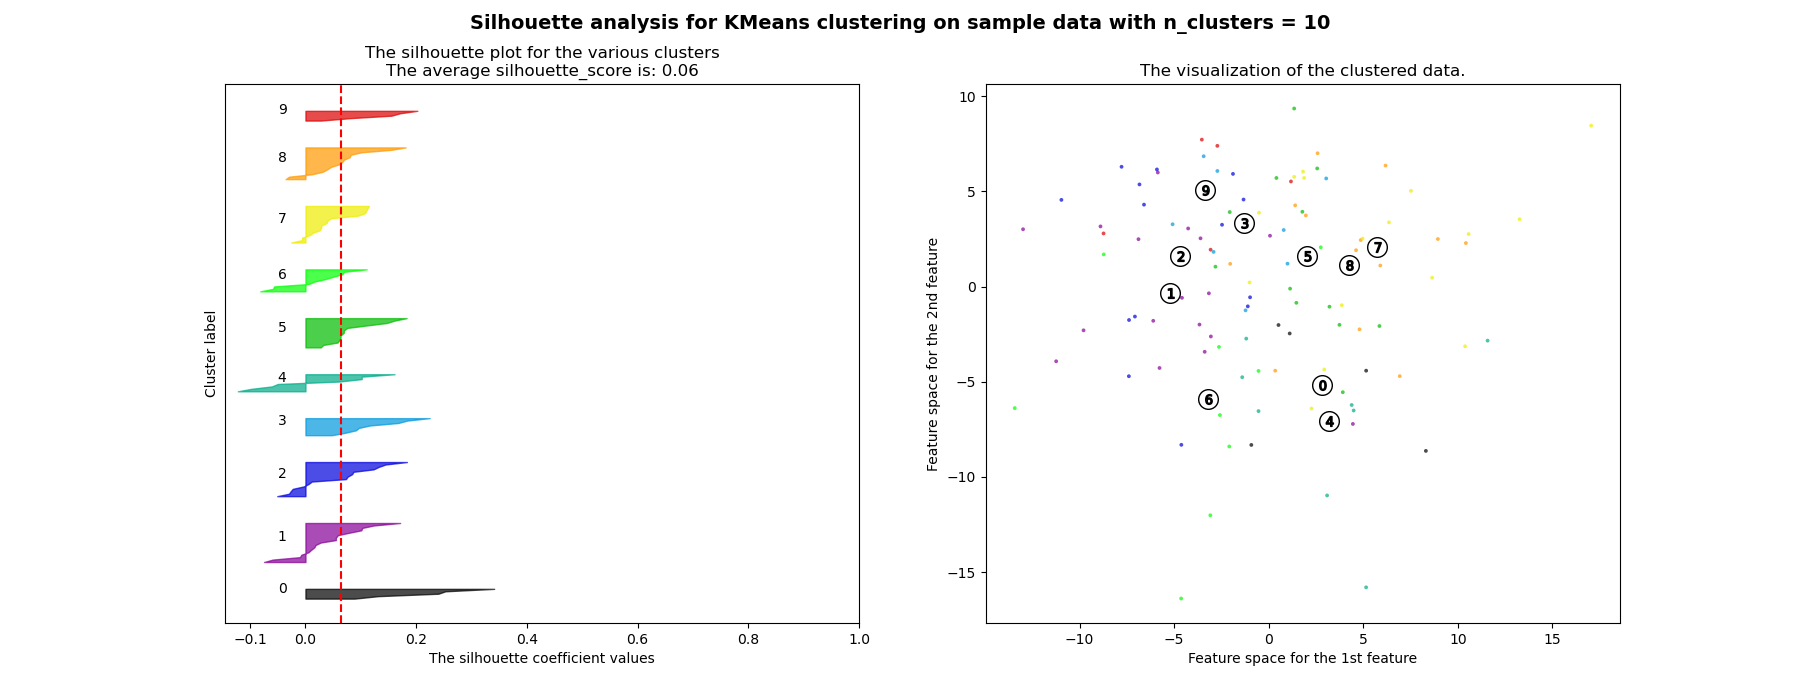 Silhouette analysis for KMeans clustering on sample data with n_clusters = 10
The silhouette plot for the various clusters
The average silhouette_score is: 0.06
9
8
7
6
5
4
3
2
1
0
Cluster label
−0.1 0.0 0.2 0.4 0.6 0.8 1.0
The silhouette coefficient values
The visualization of the clustered data.
10
5
0
−5
−10
−15
Feature space for the 2nd feature
9
3
2
5
7
8
1
0
6
4
−10 −5 0 5 10 15
Feature space for the 1st feature